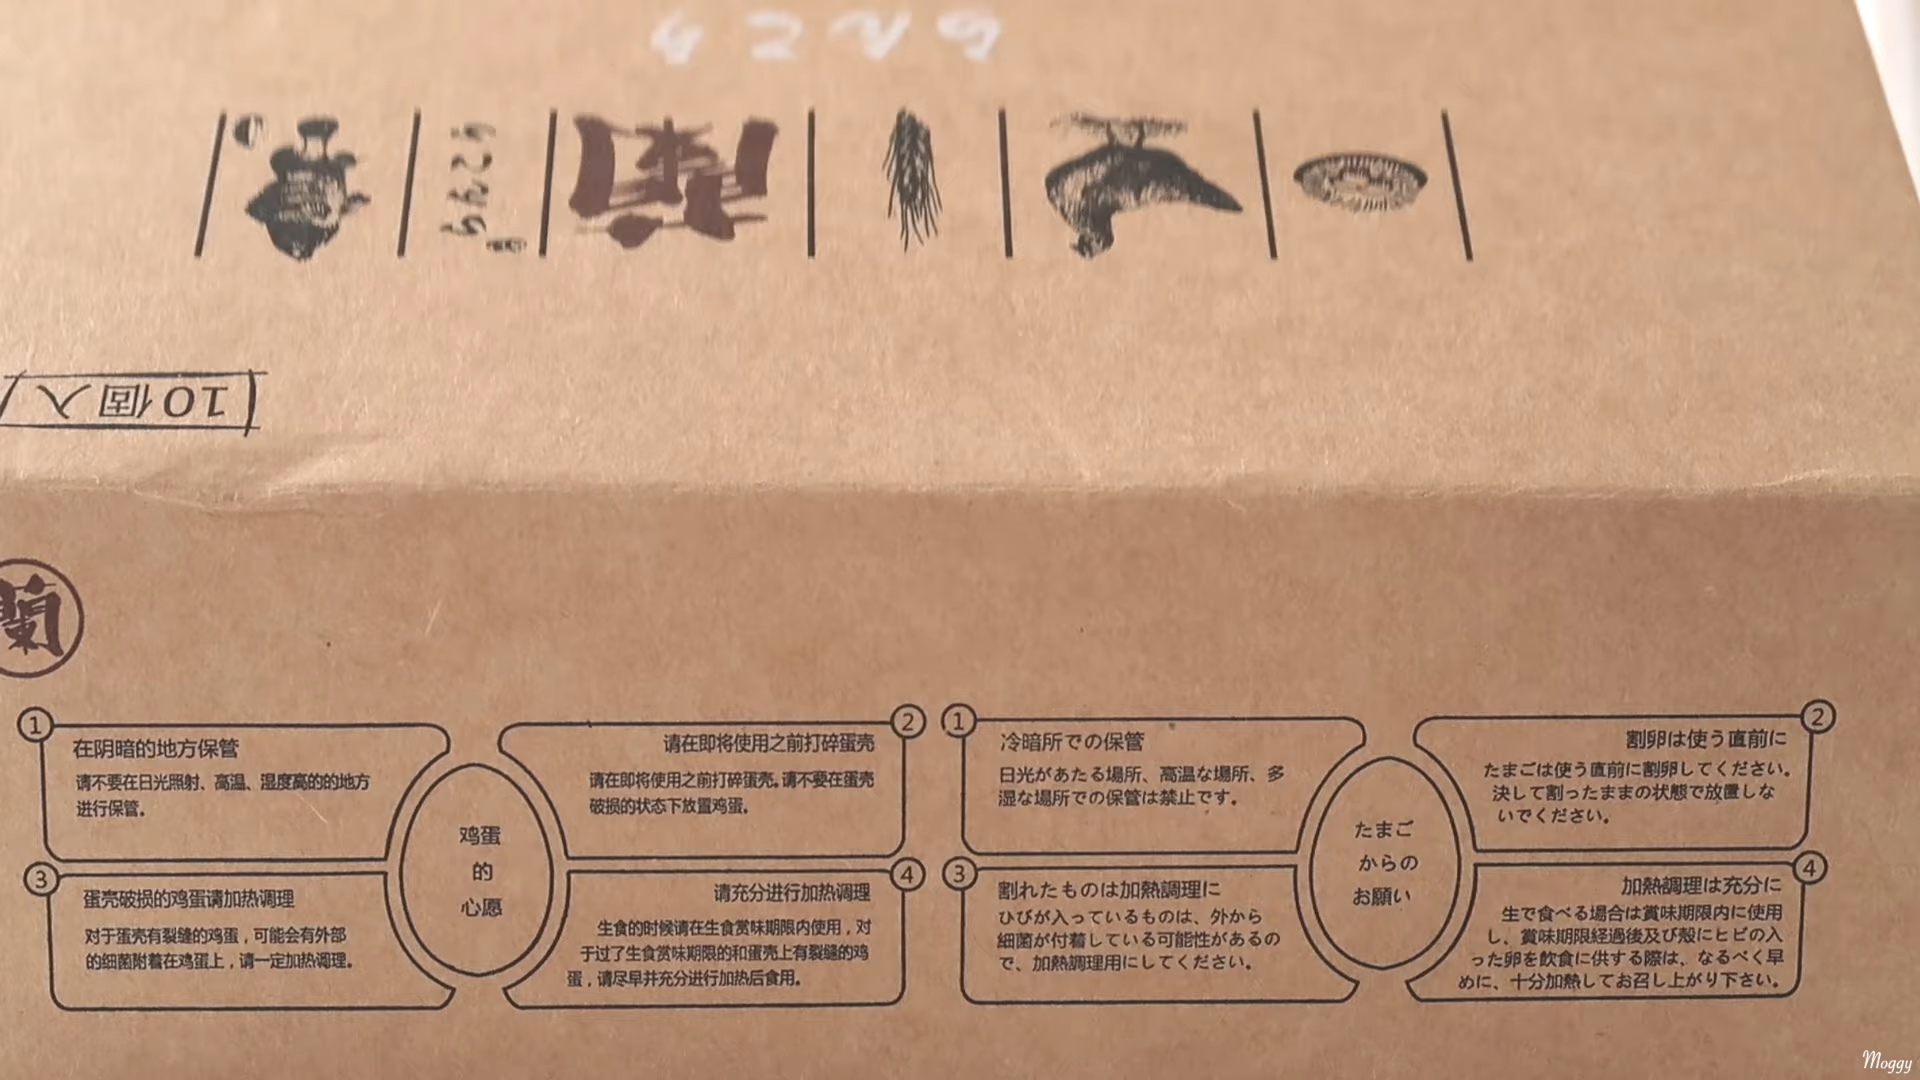 蘭
10個入
蘭
1
在阴暗的地方保管
请不要在日光照射、高温、湿度高的的地方
进行保管。
2
请在即将使用之前打碎蛋壳
请在即将使用之前打碎蛋壳。请不要在蛋壳
破损的状态下放置鸡蛋。
鸡蛋
的
心愿
3
蛋壳破损的鸡蛋请加热调理
对于蛋壳有裂缝的鸡蛋，可能会有外部
的细菌附着在鸡蛋上，请一定加热调理。
4
请充分进行加热调理
生食的时候请在生食赏味期限内使用，对
于过了生食赏味期限的和蛋壳上有裂缝的鸡
蛋，请尽早并充分进行加热后食用。
1
冷暗所での保管
日光があたる場所、高温な場所、多
湿な場所での保管は禁止です。
2
割卵は使う直前に
たまごは使う直前に割卵してください。
決して割ったままの状態で放置しな
いでください。
たまご
からの
お願い
3
割れたものは加熱調理に
ひびが入っているものは、外から
細菌が付着している可能性があるの
で、加熱調理用にしてください。
4
加熱調理は充分に
生で食べる場合は賞味期限内に使用
し、賞味期限経過後及び殻にヒビの入
った卵を飲食に供する際は、なるべく早
めに、十分加熱してお召し上がり下さい。
Moggy